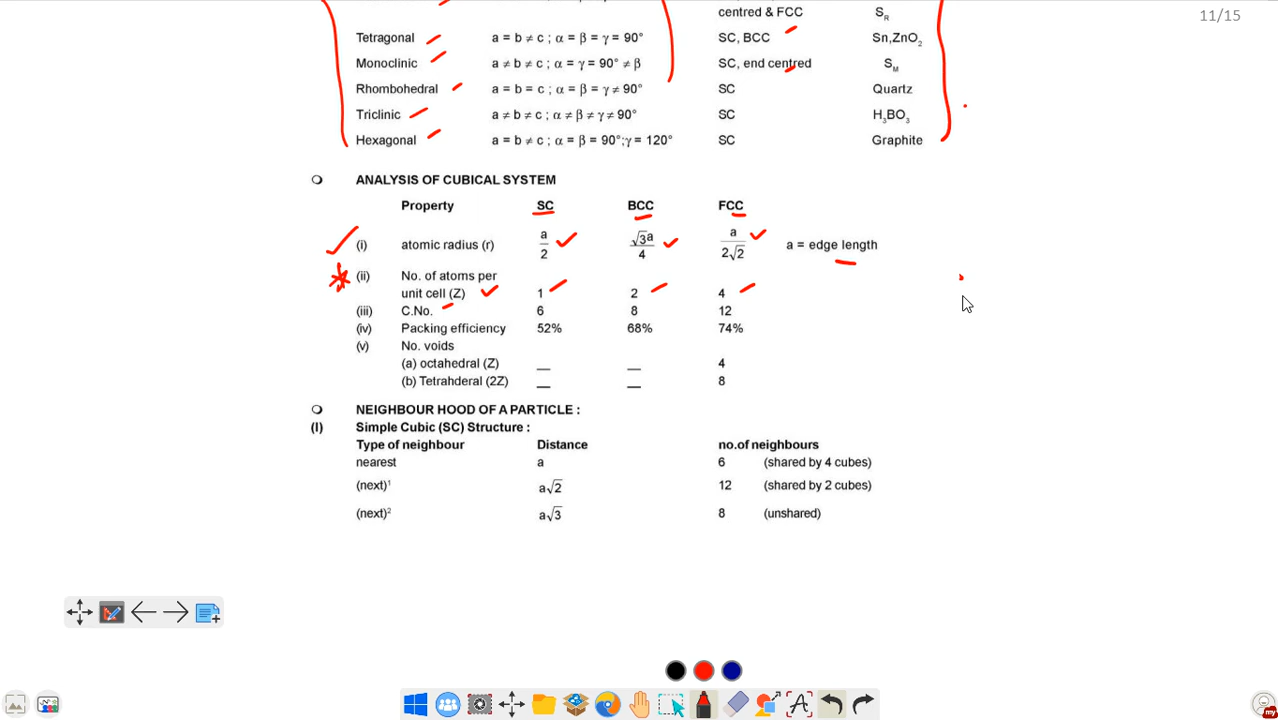 11/15
centred & FCC S_R
Tetragonal a = b ≠ c ; α = β = γ = 90° SC, BCC Sn,ZnO₂
Monoclinic a ≠ b ≠ c ; α = γ = 90° ≠ β SC, end centred S_M
Rhombohedral a = b = c ; α = β = γ ≠ 90° SC Quartz
Triclinic a ≠ b ≠ c ; α ≠ β ≠ γ ≠ 90° SC H₃BO₃
Hexagonal a = b ≠ c ; α = β = 90°;γ = 120° SC Graphite
ANALYSIS OF CUBICAL SYSTEM
Property SC BCC FCC
(i) atomic radius (r) a/2 √3a/4 a/2√2 a = edge length
(ii) No. of atoms per
unit cell (Z) 1 2 4
(iii) C.No. 6 8 12
(iv) Packing efficiency 52% 68% 74%
(v) No. voids
(a) octahedral (Z) __ __ 4
(b) Tetrahderal (2Z) __ __ 8
NEIGHBOUR HOOD OF A PARTICLE :
(I) Simple Cubic (SC) Structure :
Type of neighbour Distance no.of neighbours
nearest a 6 (shared by 4 cubes)
(next)¹ a√2 12 (shared by 2 cubes)
(next)² a√3 8 (unshared)
my